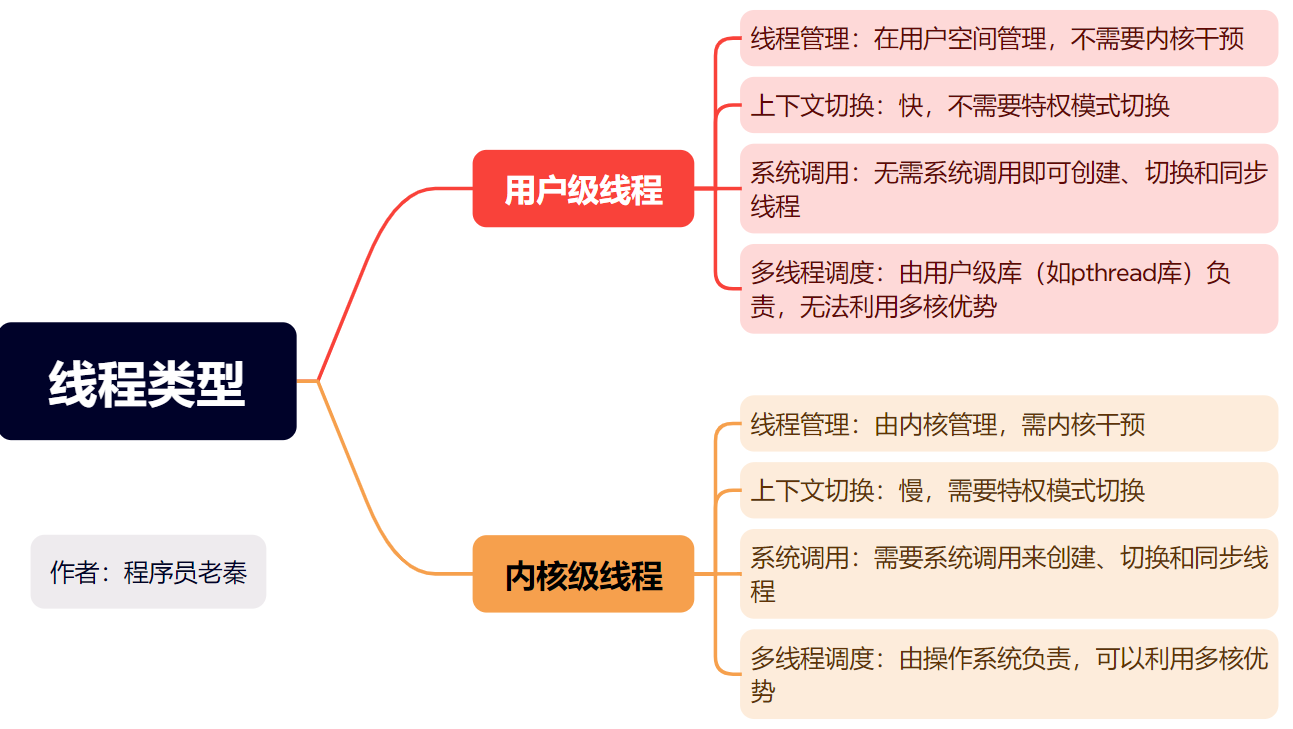 线程类型
作者：程序员老秦
用户级线程
线程管理：在用户空间管理，不需要内核干预
上下文切换：快，不需要特权模式切换
系统调用：无需系统调用即可创建、切换和同步
线程
多线程调度：由用户级库（如pthread库）负
责，无法利用多核优势
内核级线程
线程管理：由内核管理，需内核干预
上下文切换：慢，需要特权模式切换
系统调用：需要系统调用来创建、切换和同步线
程
多线程调度：由操作系统负责，可以利用多核优
势